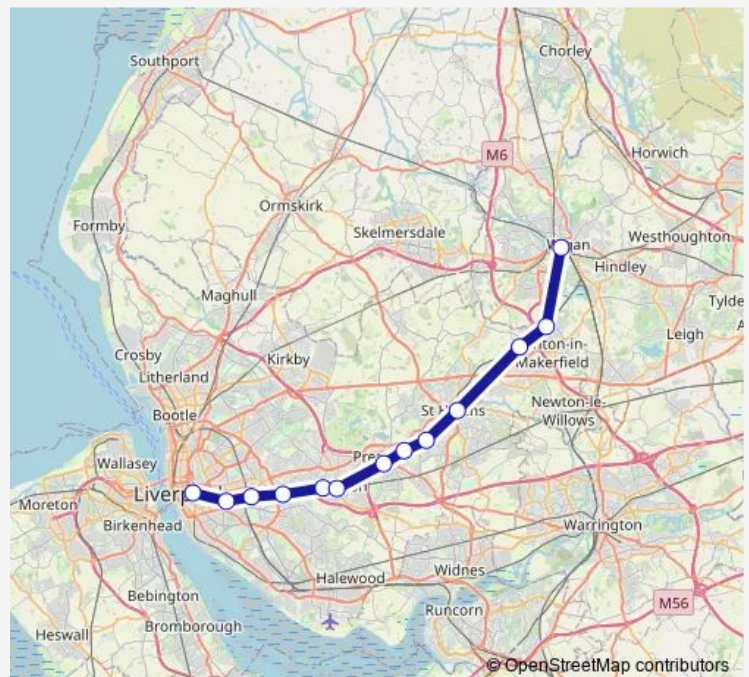 Southport
Chorley
M6
Horwich
Ormskirk
Formby
Skelmersdale
Westhoughton
Hindley
Maghull
Leigh
Crosby
Kirkby
Makerfield
Litherland
Newton-le-
Willows
Bootle
Wallasey
Moreton
Birkenhead
Warrington
Halewood
Widnes
Bebington
Runcorn
M56
Bromborough
Heswall
© OpenStreetMap contributors